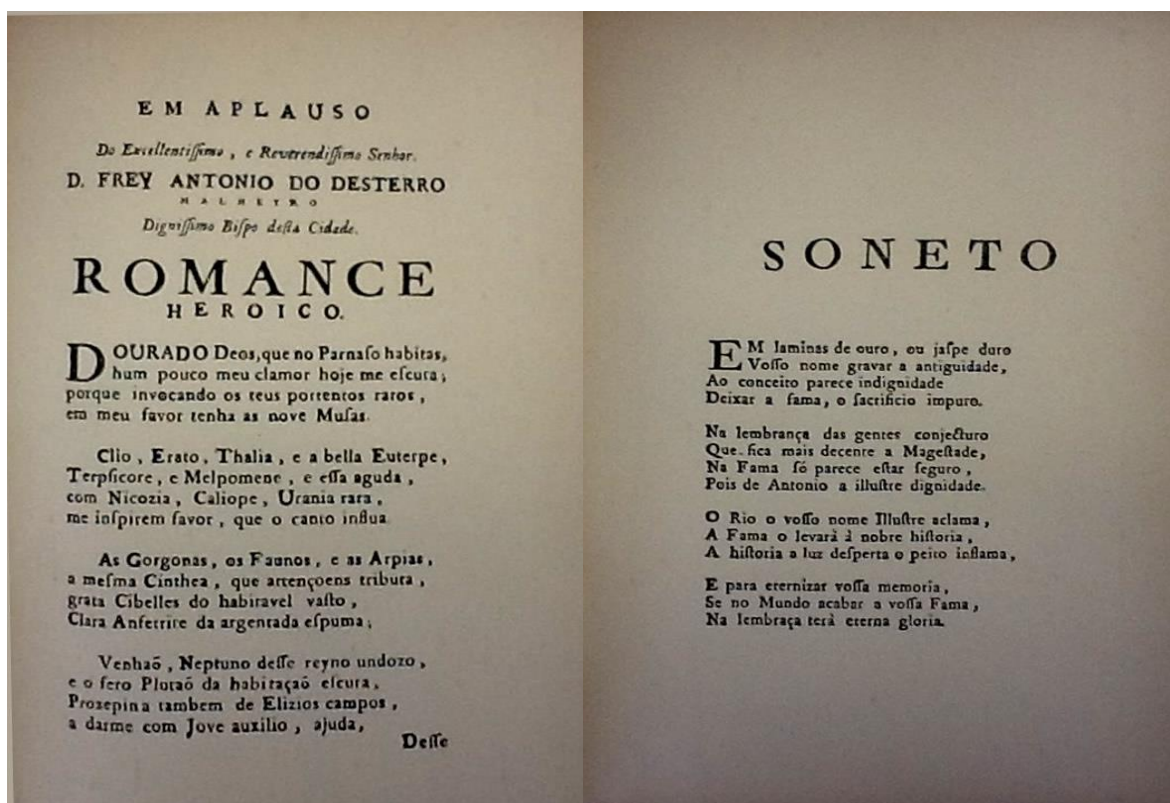 EM APLAUSO
Do Excellentiſſimo, e Reverendiſſimo Senhor.
D. FREY ANTONIO DO DESTERRO
MALHEYRO
Digniſſimo Biſpo deſta Cidade.
ROMANCE
HEROICO.
DOURADO Deos, que no Parnaſo habitas,
hum pouco meu clamor hoje me eſcuta;
porque invocando os teus portentos raros,
em meu favor tenha as nove Muſas.
Clio, Erato, Thalia, e a bella Euterpe,
Terpſicore, e Melpomene, e eſſa aguda,
com Nicozia, Caliope, Urania rara,
me inſpirem favor, que o canto influa.
As Gorgonas, os Faunos, e as Arpias,
a meſma Cinthea, que attençoens tributa,
grata Cibelles do habitavel vaſto,
Clara Anfetrite da argentada eſpuma;
Venhaõ, Neptuno deſſe reyno undozo,
e o fero Plutaõ da habitaçaõ eſcura,
Prozepina tambem de Elizios campos,
a darme com Jove auxilio, ajuda,
Deſſe
SONETO
EM laminas de ouro, ou jaſpe duro
Voſſo nome gravar a antiguidade,
Ao conceito parece indignidade
Deixar a fama, o ſacrificio impuro.
Na lembrança das gentes conjecturo
Que fica mais decente a Mageſtade,
Na Fama ſó parece eſtar ſeguro,
Pois de Antonio a illuſtre dignidade.
O Rio o voſſo nome Illuſtre aclama,
A Fama o levará á nobre hiſtoria,
A hiſtoria a luz deſperta o peito inflama,
E para eternizar voſſa memoria,
Se no Mundo acabar a voſſa Fama,
Na lembraça terá eterna gloria.